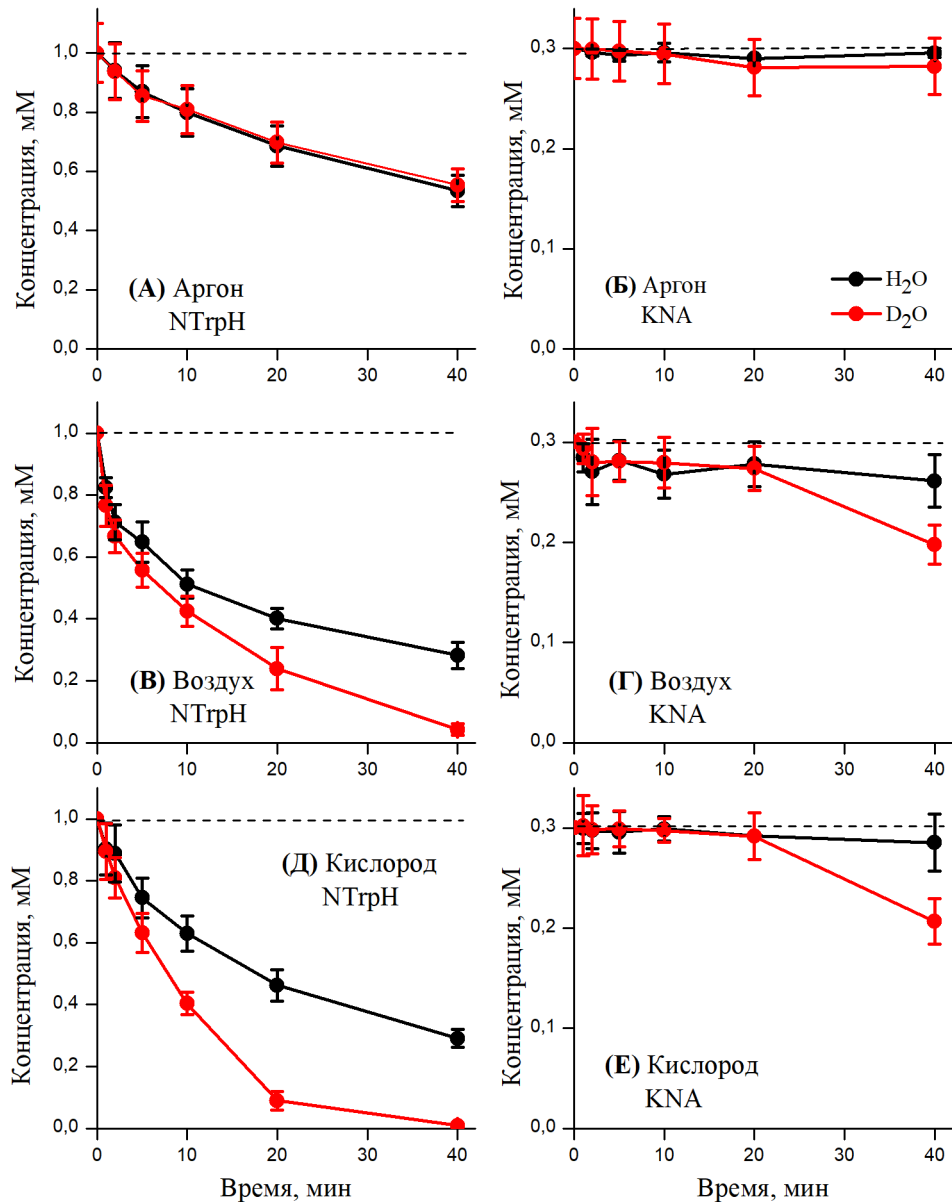 Концентрация, мМ
1,0
0,8
0,6
0,4
0,2
0,0
(А) Аргон
NTrpH
0 10 20 30 40
Концентрация, мМ
0,3
0,2
0,1
0,0
(Б) Аргон
KNA
H2O
D2O
0 10 20 30 40
Концентрация, мМ
1,0
0,8
0,6
0,4
0,2
0,0
(В) Воздух
NTrpH
0 10 20 30 40
Концентрация, мМ
0,3
0,2
0,1
0,0
(Г) Воздух
KNA
0 10 20 30 40
Концентрация, мМ
1,0
0,8
0,6
0,4
0,2
0,0
(Д) Кислород
NTrpH
0 10 20 30 40
Время, мин
Концентрация, мМ
0,3
0,2
0,1
0,0
(Е) Кислород
KNA
0 10 20 30 40
Время, мин